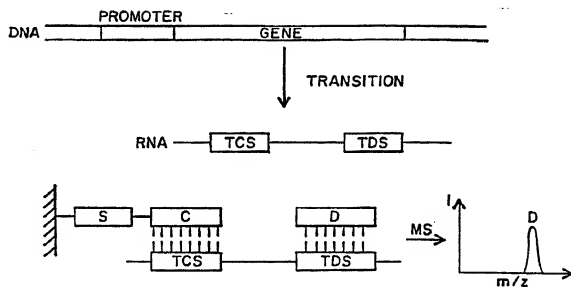 PROMOTER
DNA GENE
TRANSITION
RNA TCS TDS
S C D
TCS TDS
MS
I
D
m/z